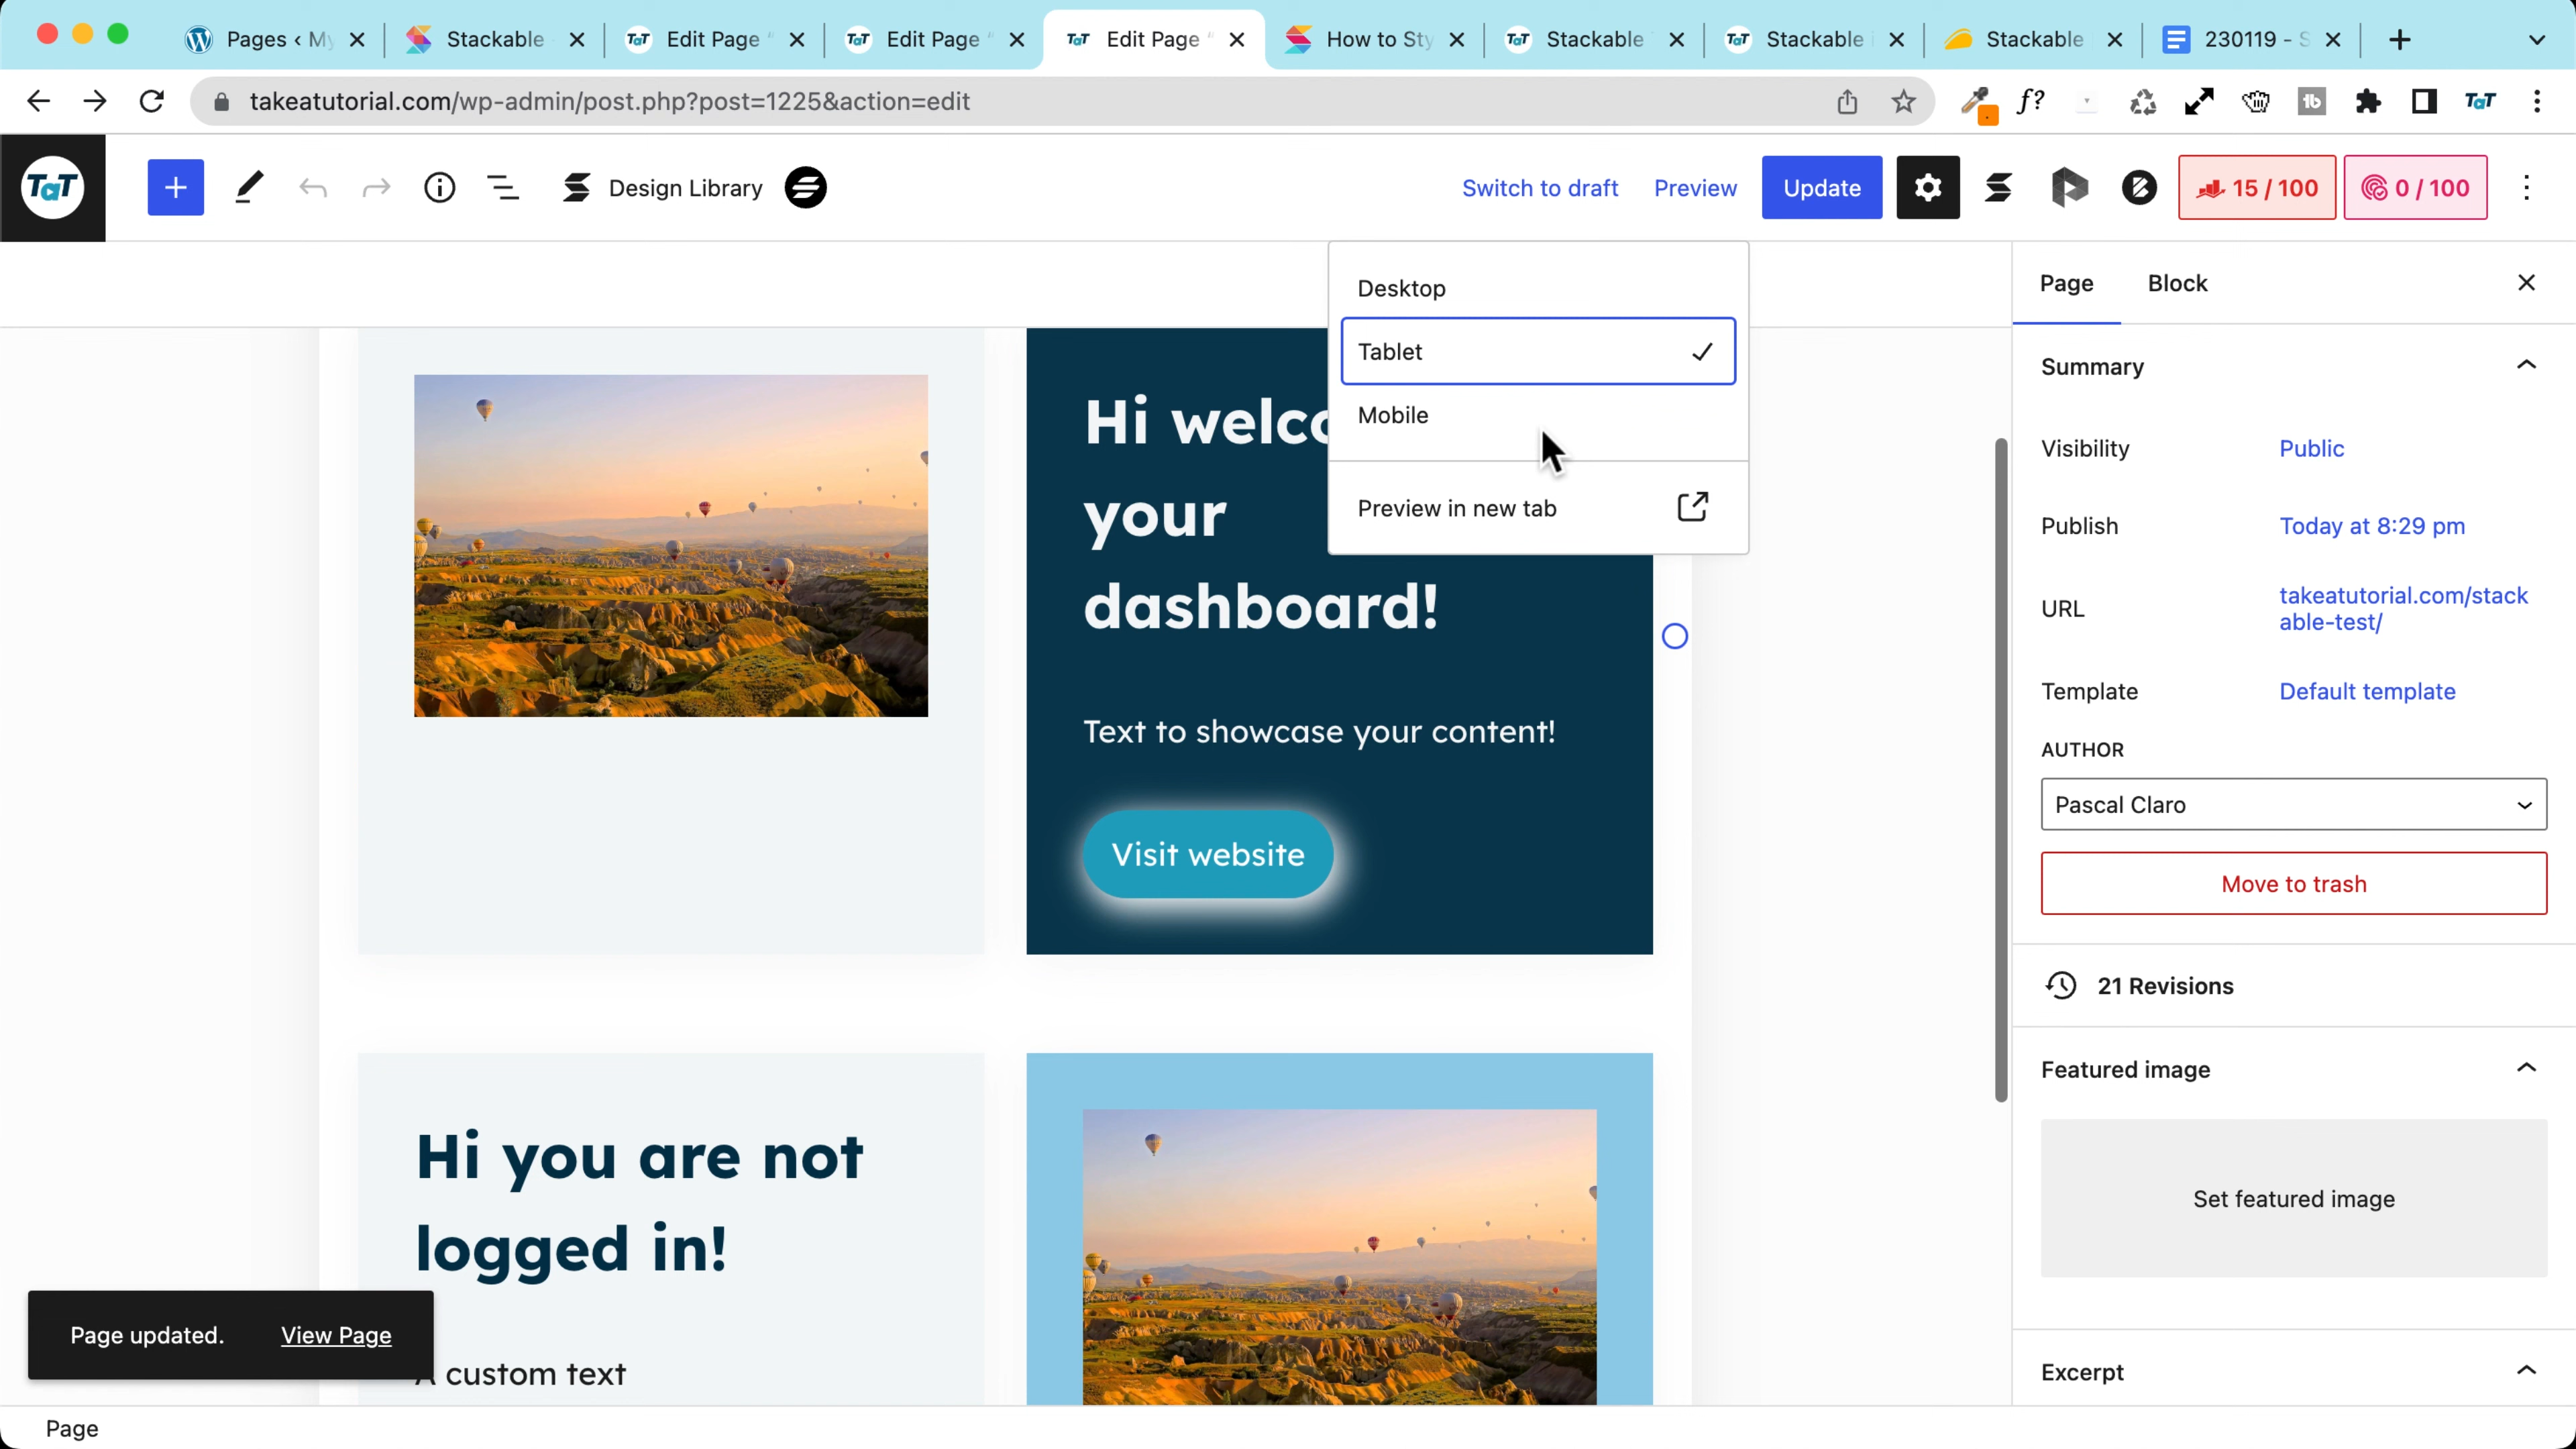 Pages ‹ My
Stackable
Edit Page “
Edit Page “
Edit Page “
How to Sty
Stackable
Stackable
Stackable
230119 - S
takeatutorial.com/wp-admin/post.php?post=1225&action=edit
f?
tb
TaT
TaT
Design Library
Switch to draft
Preview
Update
15 / 100
0 / 100
Desktop
Tablet
Mobile
Preview in new tab
Page
Block
Hi welco
your
dashboard!
Text to showcase your content!
Visit website
Hi you are not
logged in!
custom text
Page updated. View Page
Summary
Visibility Public
Publish Today at 8:29 pm
URL takeatutorial.com/stack
able-test/
Template Default template
AUTHOR
Pascal Claro
Move to trash
21 Revisions
Featured image
Set featured image
Excerpt
Page